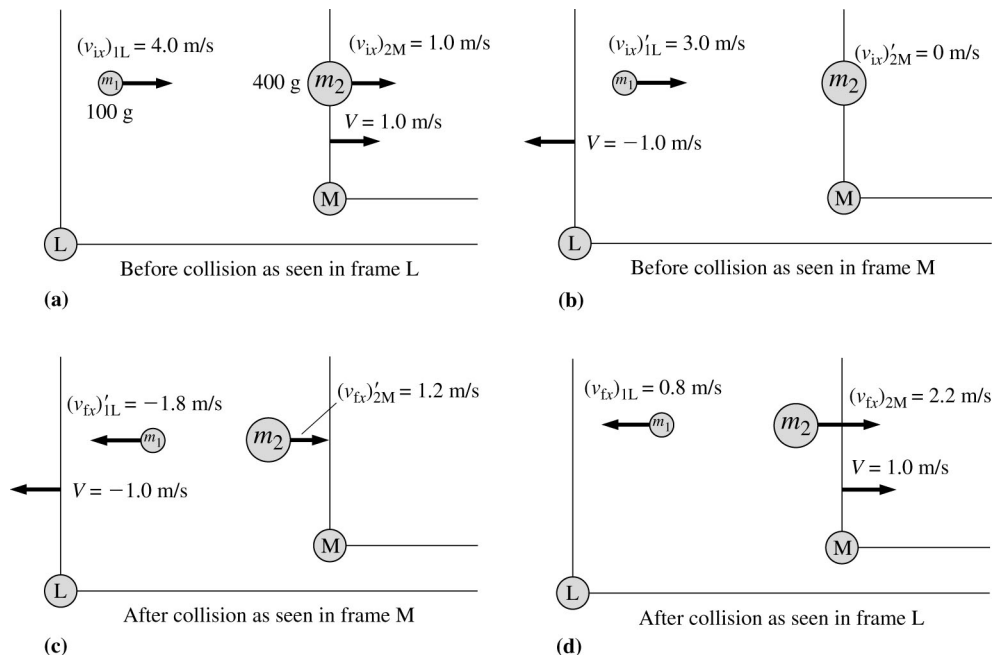 (v_ix)_1L = 4.0 m/s
(v_ix)_2M = 1.0 m/s
m_1
400 g
m_2
100 g
V = 1.0 m/s
M
L
Before collision as seen in frame L
(a)
(v_ix)′_1L = 3.0 m/s
(v_ix)′_2M = 0 m/s
m_1
m_2
V = −1.0 m/s
M
L
Before collision as seen in frame M
(b)
(v_fx)′_1L = −1.8 m/s
(v_fx)′_2M = 1.2 m/s
m_1
m_2
V = −1.0 m/s
M
L
After collision as seen in frame M
(c)
(v_fx)_1L = 0.8 m/s
(v_fx)_2M = 2.2 m/s
m_1
m_2
V = 1.0 m/s
M
L
After collision as seen in frame L
(d)